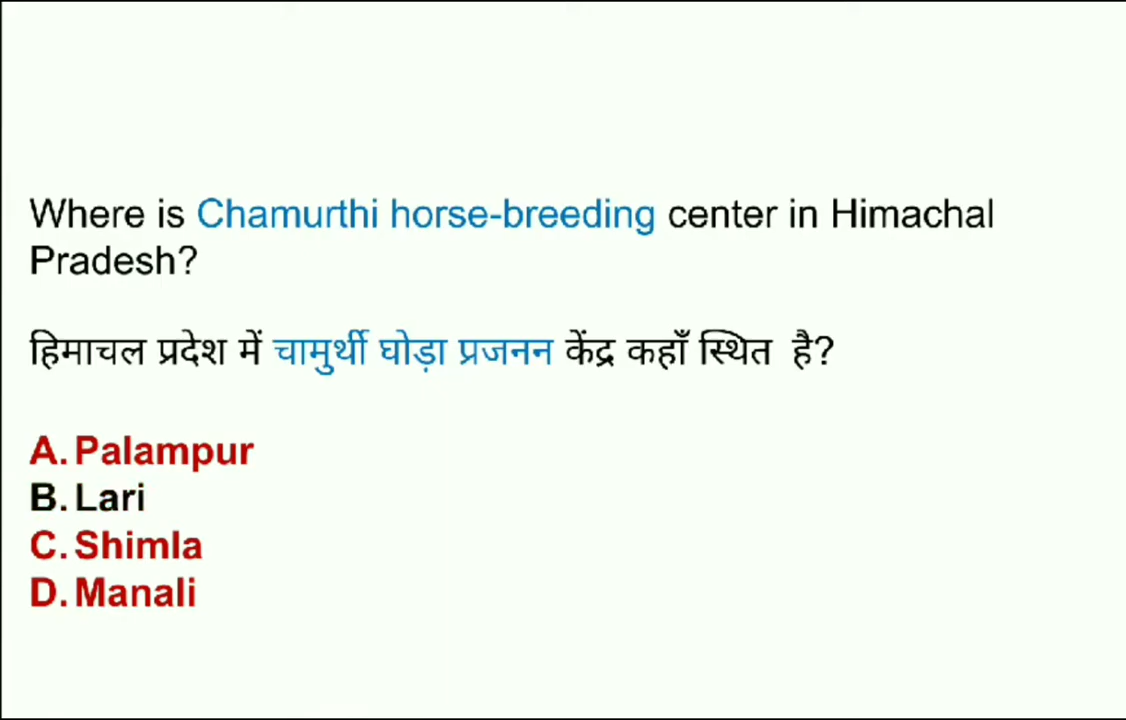 Where is Chamurthi horse-breeding center in Himachal
Pradesh?
हिमाचल प्रदेश में चामुर्थी घोड़ा प्रजनन केंद्र कहाँ स्थित है?
A. Palampur
B. Lari
C. Shimla
D. Manali